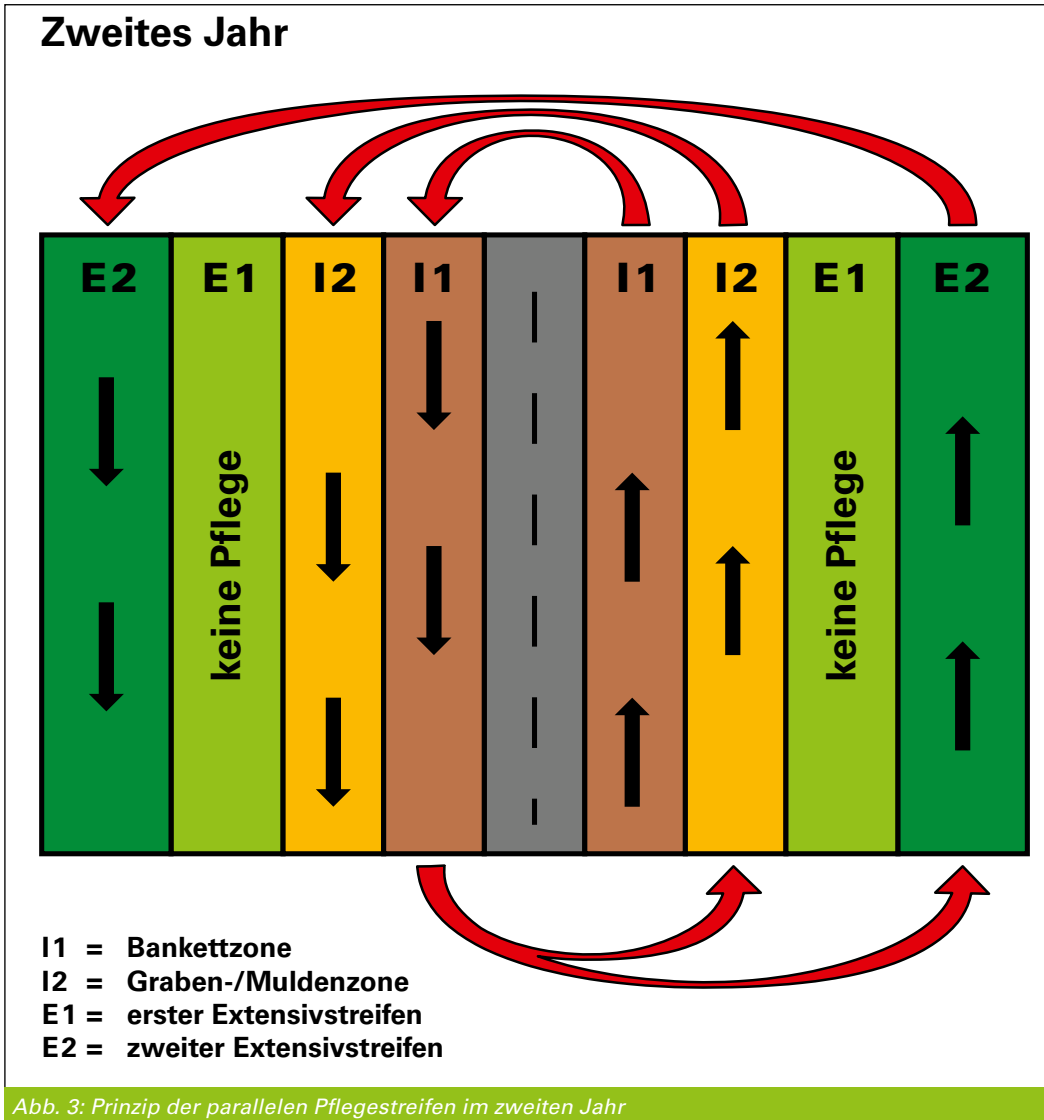 Zweites Jahr
E2 E1 I2 I1 I1 I2 E1 E2
keine Pflege
keine Pflege
I1 = Bankettzone
I2 = Graben-/Muldenzone
E1 = erster Extensivstreifen
E2 = zweiter Extensivstreifen
Abb. 3: Prinzip der parallelen Pflegestreifen im zweiten Jahr